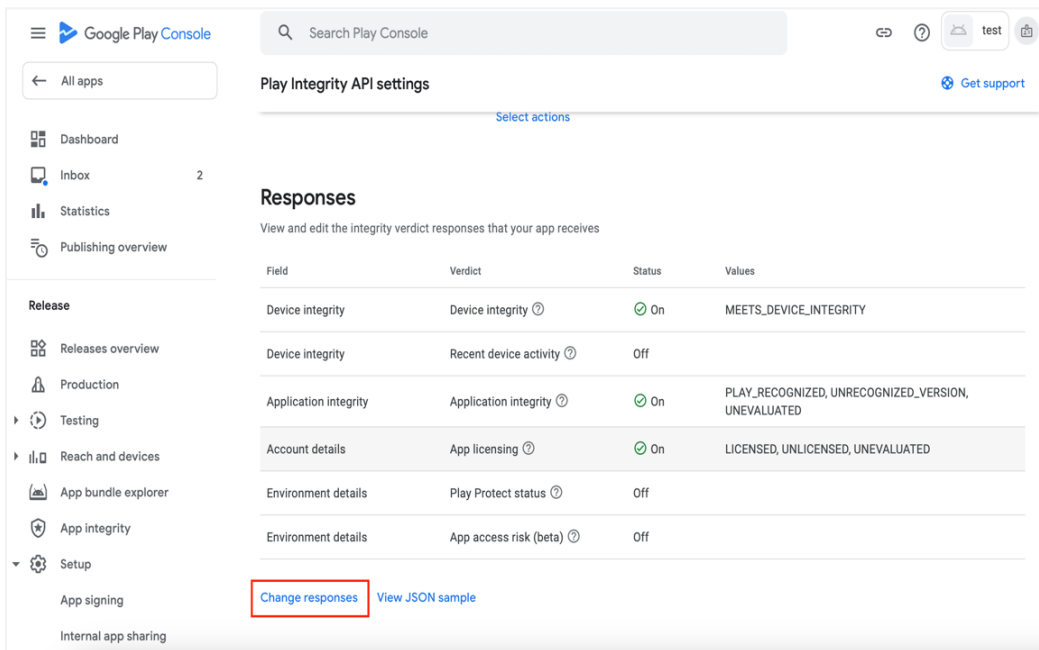 Google Play Console
Search Play Console
test
All apps
Play Integrity API settings
Get support
Select actions
Dashboard
Inbox 2
Statistics
Publishing overview
Release
Releases overview
Production
Testing
Reach and devices
App bundle explorer
App integrity
Setup
App signing
Internal app sharing
Responses
View and edit the integrity verdict responses that your app receives
Field Verdict Status Values
Device integrity Device integrity On MEETS_DEVICE_INTEGRITY
Device integrity Recent device activity Off
Application integrity Application integrity On PLAY_RECOGNIZED, UNRECOGNIZED_VERSION,
UNEVALUATED
Account details App licensing On LICENSED, UNLICENSED, UNEVALUATED
Environment details Play Protect status Off
Environment details App access risk (beta) Off
Change responses View JSON sample